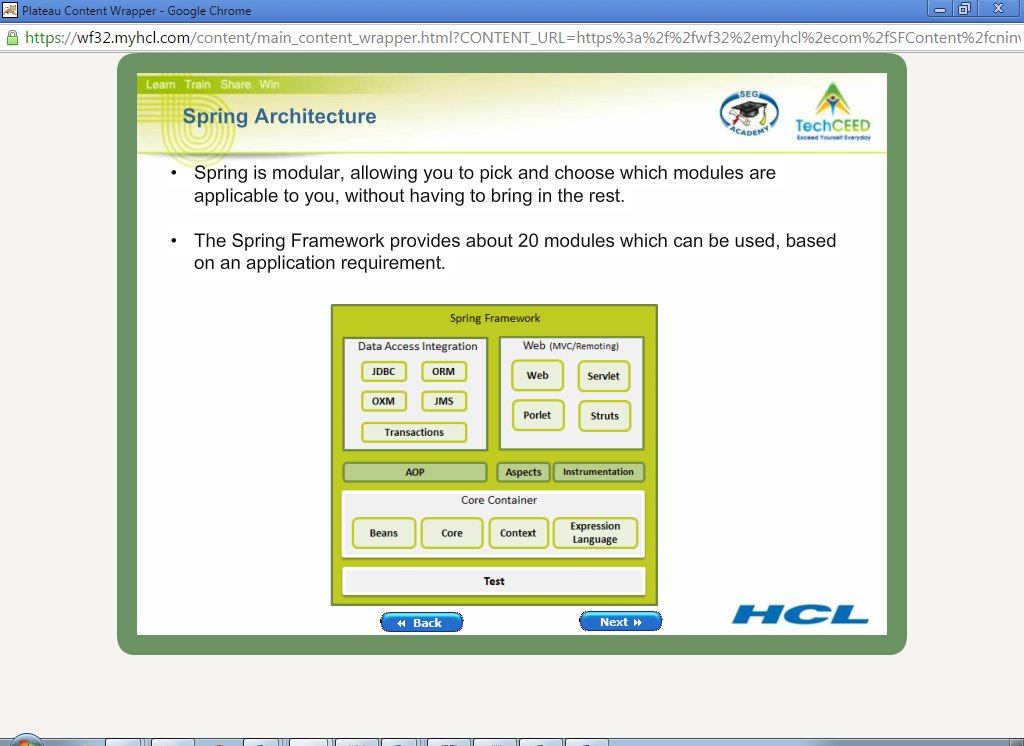 Plateau Content Wrapper - Google Chrome
https://wf32.myhcl.com/content/main_content_wrapper.html?CONTENT_URL=https%3a%2f%2fwf32%2emyhcl%2ecom%2fSFContent%2fcninv
Learn Train Share Win
Spring Architecture
SEG
ACADEMY
TechCEED
Exceed Yourself Everyday
• Spring is modular, allowing you to pick and choose which modules are
applicable to you, without having to bring in the rest.
• The Spring Framework provides about 20 modules which can be used, based
on an application requirement.
Spring Framework
Data Access Integration
JDBC ORM
OXM JMS
Transactions
Web (MVC/Remoting)
Web Servlet
Porlet Struts
AOP Aspects Instrumentation
Core Container
Beans Core Context Expression
Language
Test
Back Next
HCL